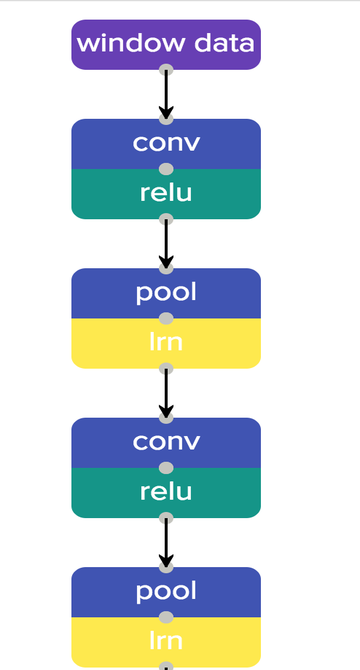 window data
conv
relu
pool
lrn
conv
relu
pool
lrn